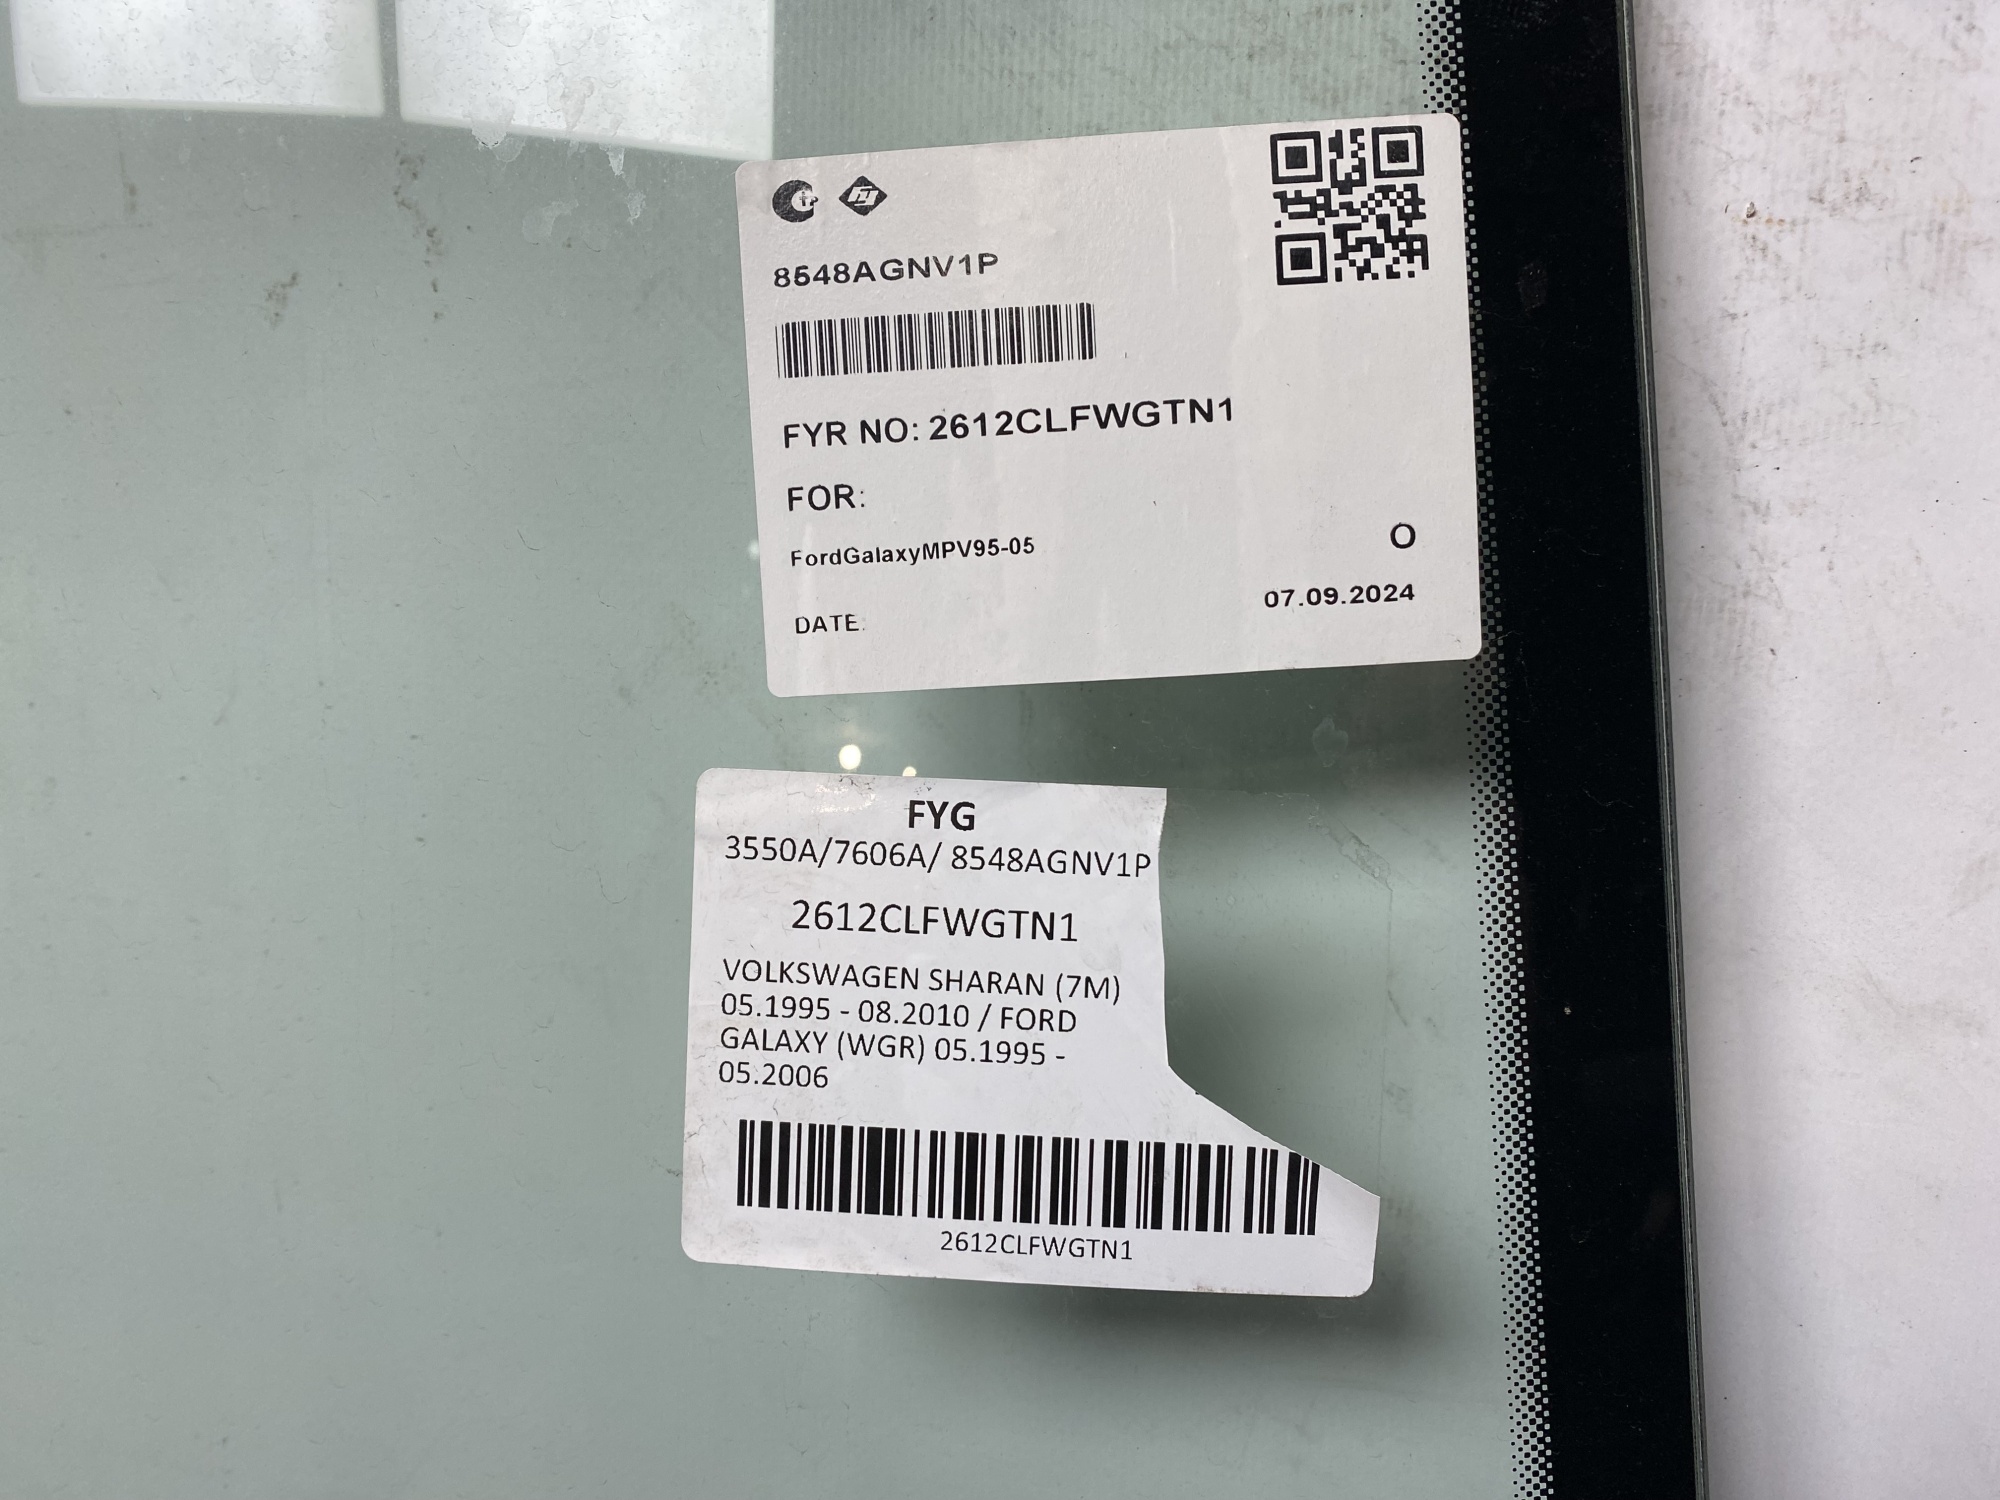 8548AGNV1P
FYR NO: 2612CLFWGTN1
FOR:
FordGalaxyMPV95-05
O
DATE:
07.09.2024
FYG
3550A/7606A/ 8548AGNV1P
2612CLFWGTN1
VOLKSWAGEN SHARAN (7M)
05.1995 - 08.2010 / FORD
GALAXY (WGR) 05.1995 -
05.2006
2612CLFWGTN1